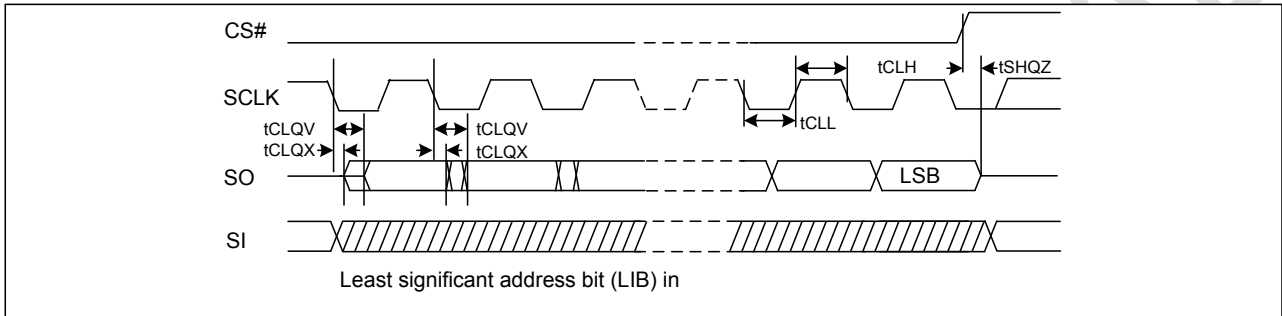 CS#
tCLH
tSHQZ
SCLK
tCLL
tCLQV
tCLQV
tCLQX
tCLQX
SO
LSB
SI
Least significant address bit (LIB) in